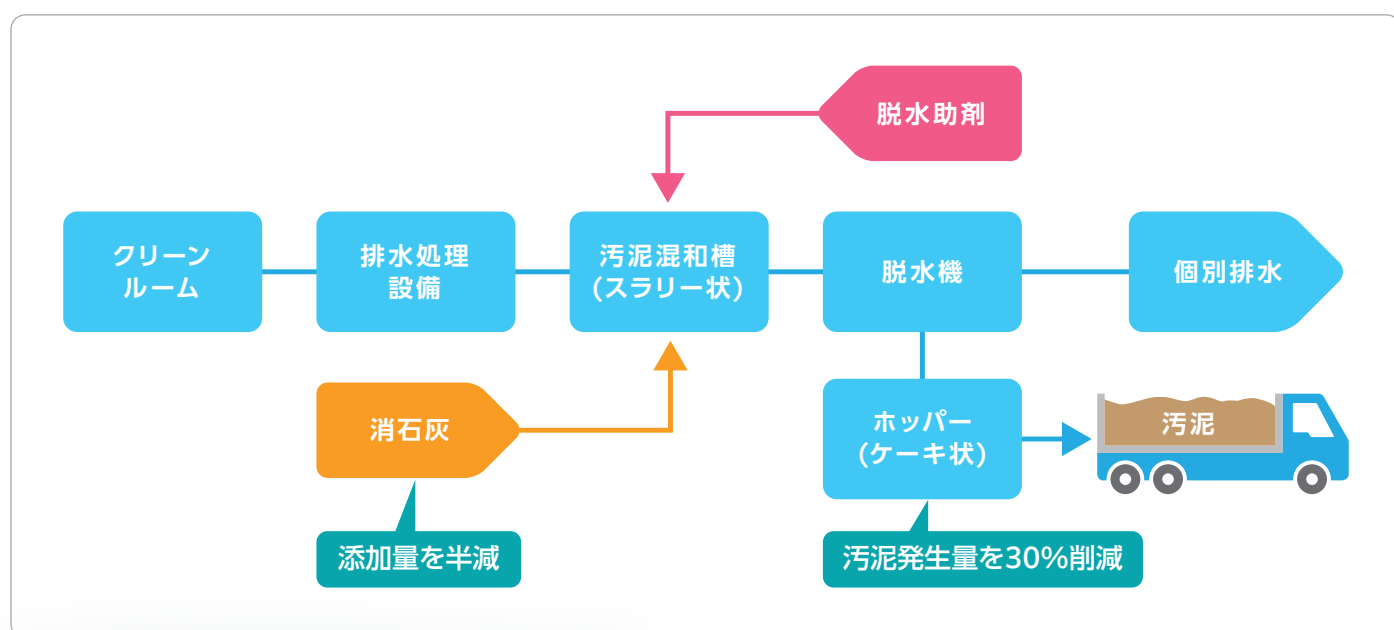 脱水助剤
クリーン
ルーム
排水処理
設備
汚泥混和槽
(スラリー状)
脱水機
個別排水
消石灰
ホッパー
(ケーキ状)
汚泥
添加量を半減
汚泥発生量を30%削減